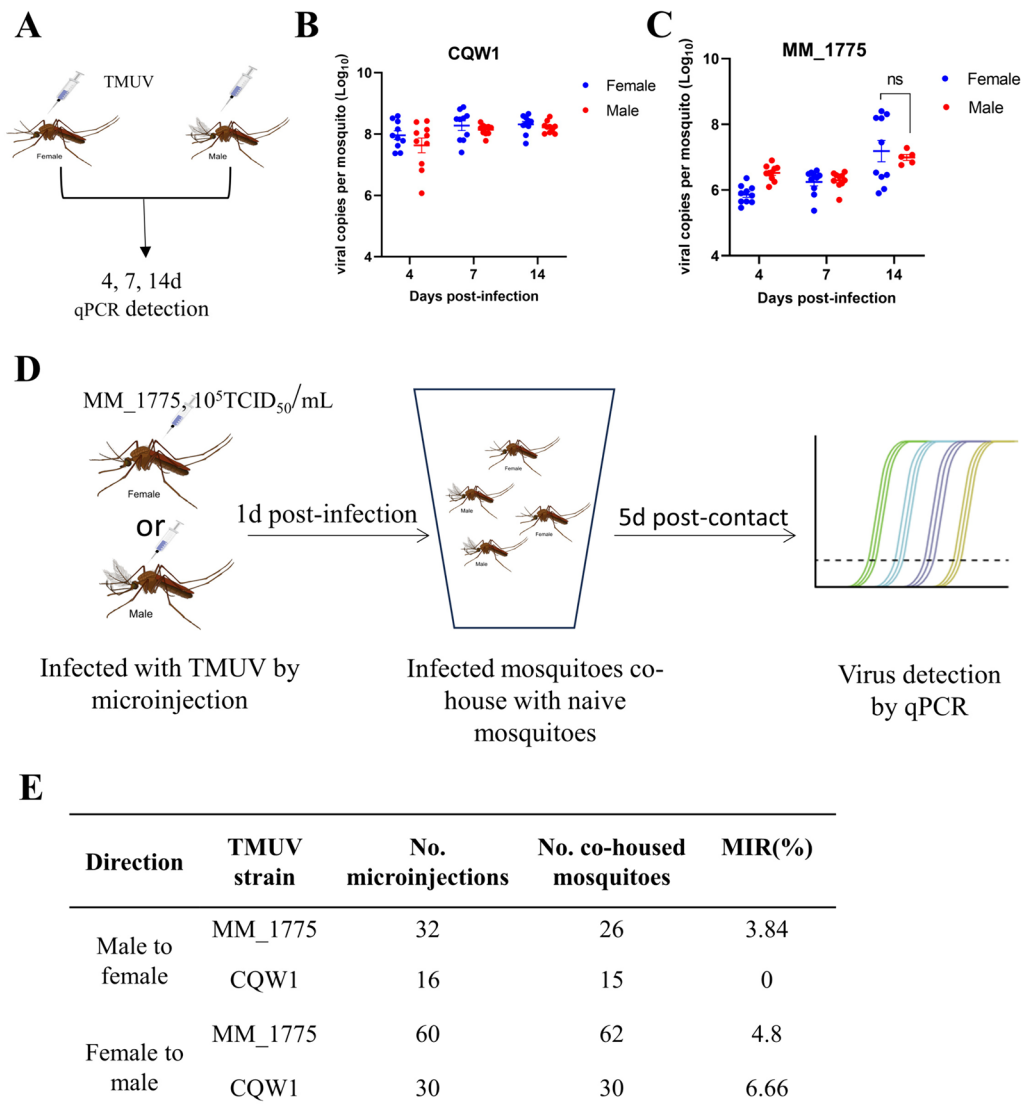 A
TMUV
Female
Male
4, 7, 14d
qPCR detection
B
CQW1
viral copies per mosquito (Log10)
10
8
6
4
4
7
14
Days post-infection
Female
Male
C
MM_1775
viral copies per mosquito (Log10)
10
8
6
4
ns
4
7
14
Days post-infection
Female
Male
D
MM_1775, 10⁵TCID₅₀/mL
Female
or
Male
1d post-infection
Female
Male
Female
Male
5d post-contact
Infected with TMUV by
microinjection
Infected mosquitoes co-
house with naive
mosquitoes
Virus detection
by qPCR
E
Direction
TMUV
strain
No.
microinjections
No. co-housed
mosquitoes
MIR(%)
Male to
female
MM_1775 32 26 3.84
CQW1 16 15 0
Female to
male
MM_1775 60 62 4.8
CQW1 30 30 6.66